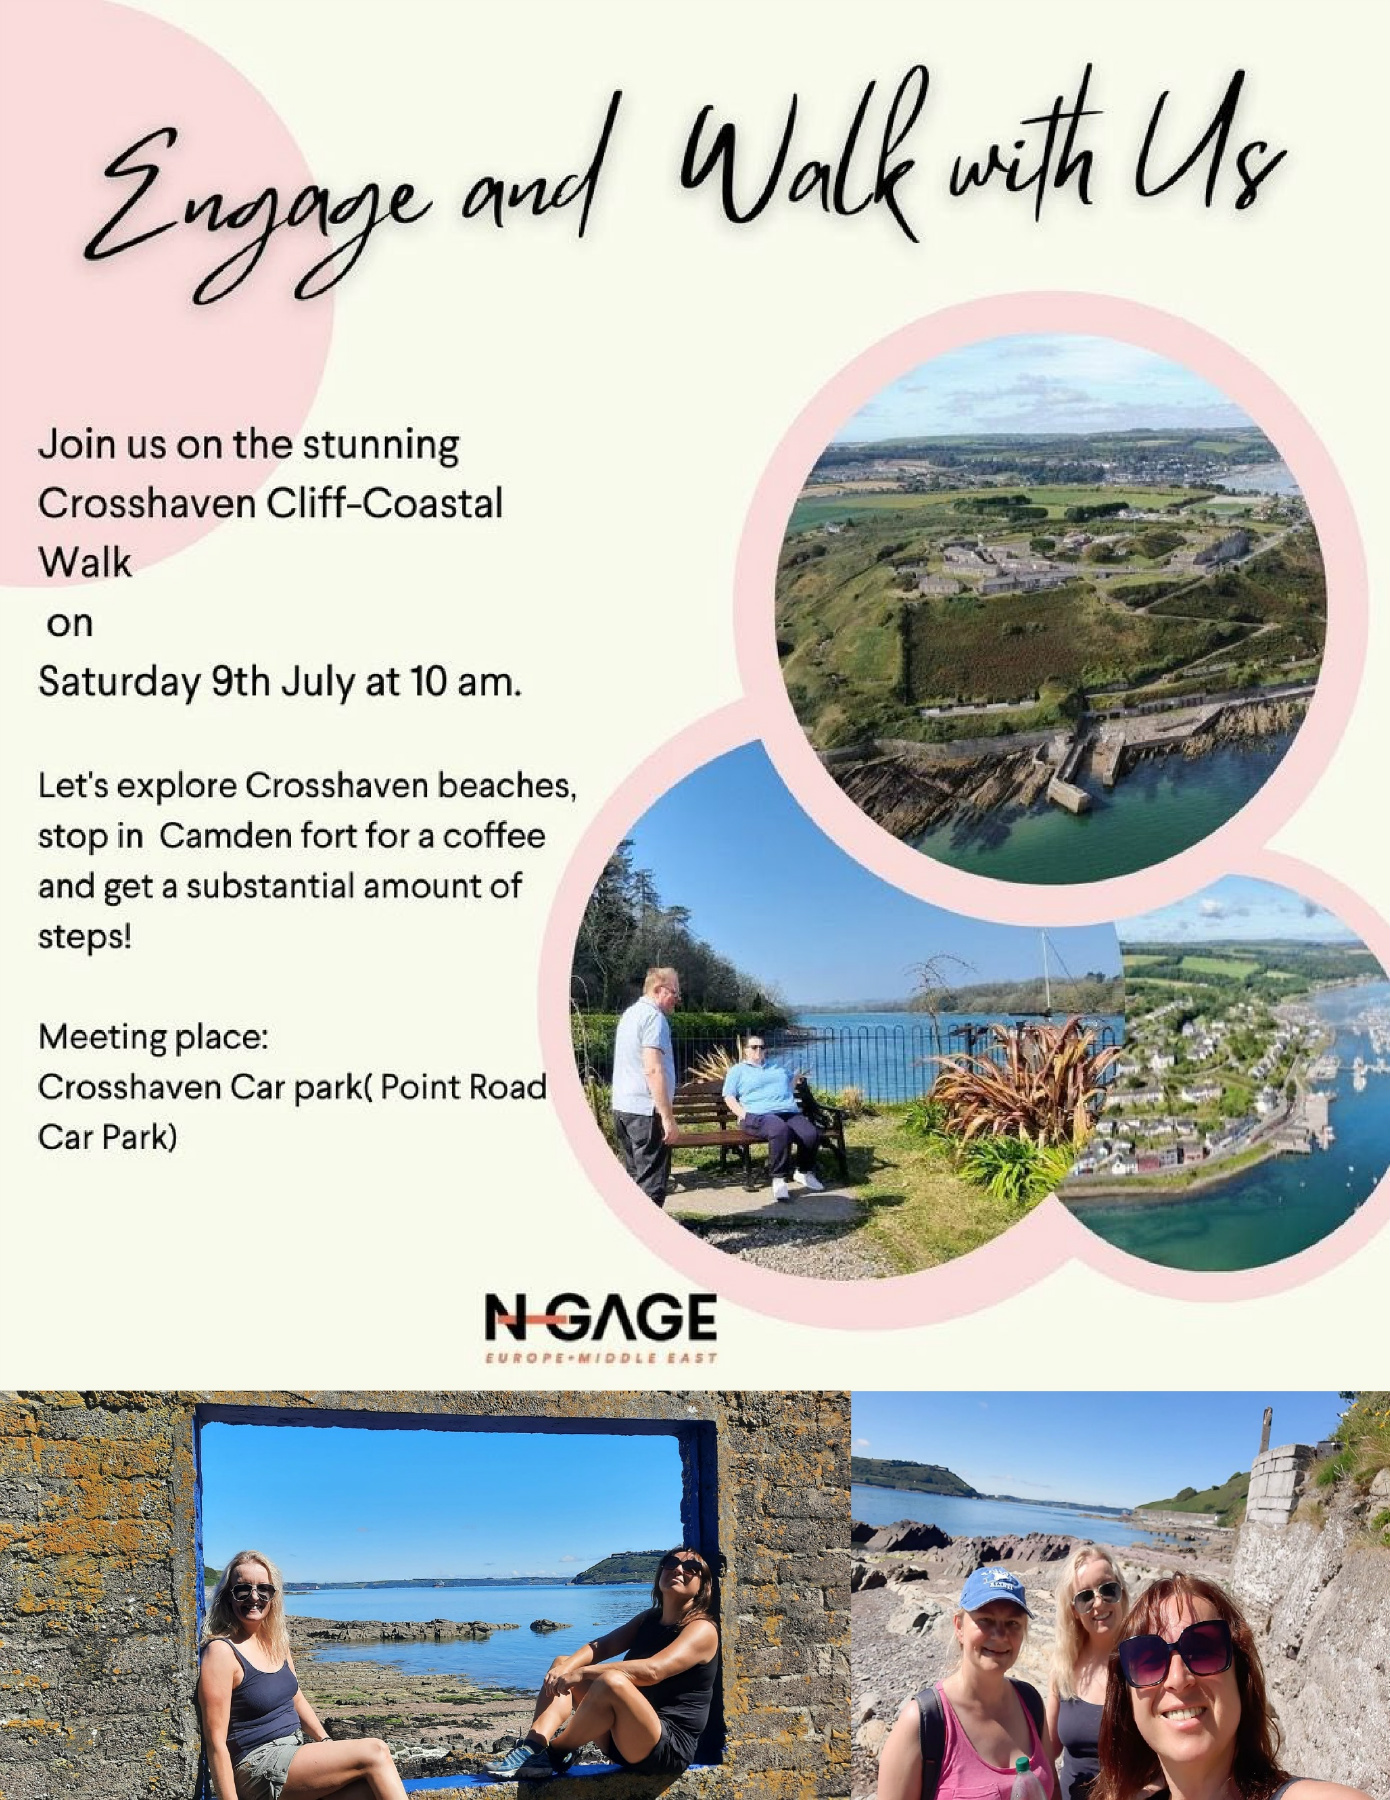 Engage and Walk with Us
Join us on the stunning
Crosshaven Cliff-Coastal
Walk
on
Saturday 9th July at 10 am.
Let's explore Crosshaven beaches,
stop in Camden fort for a coffee
and get a substantial amount of
steps!
Meeting place:
Crosshaven Car park( Point Road
Car Park)
N-GAGE
EUROPE•MIDDLE EAST